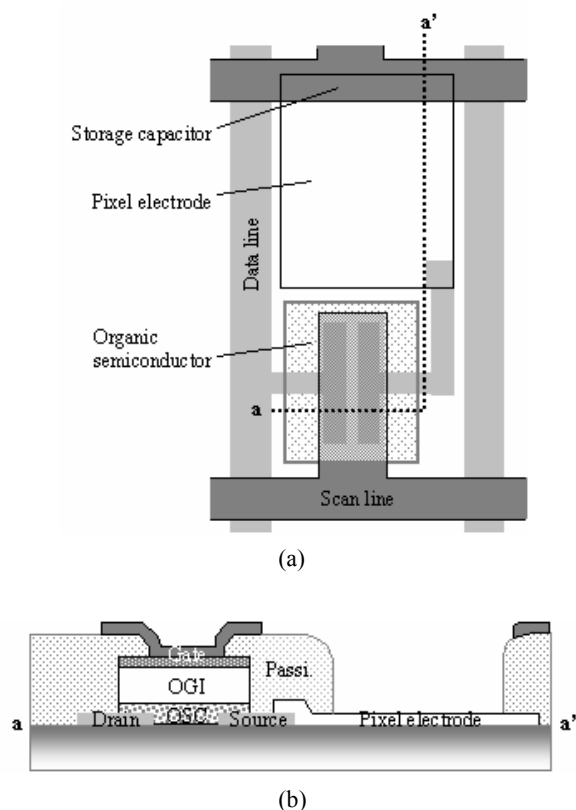 a'
Storage capacitor
Pixel electrode
Data line
Organic
semiconductor
a
Scan line
(a)
Gate
OGI
Passi.
OSC
a
Drain
Source
Pixel electrode
a'
(b)